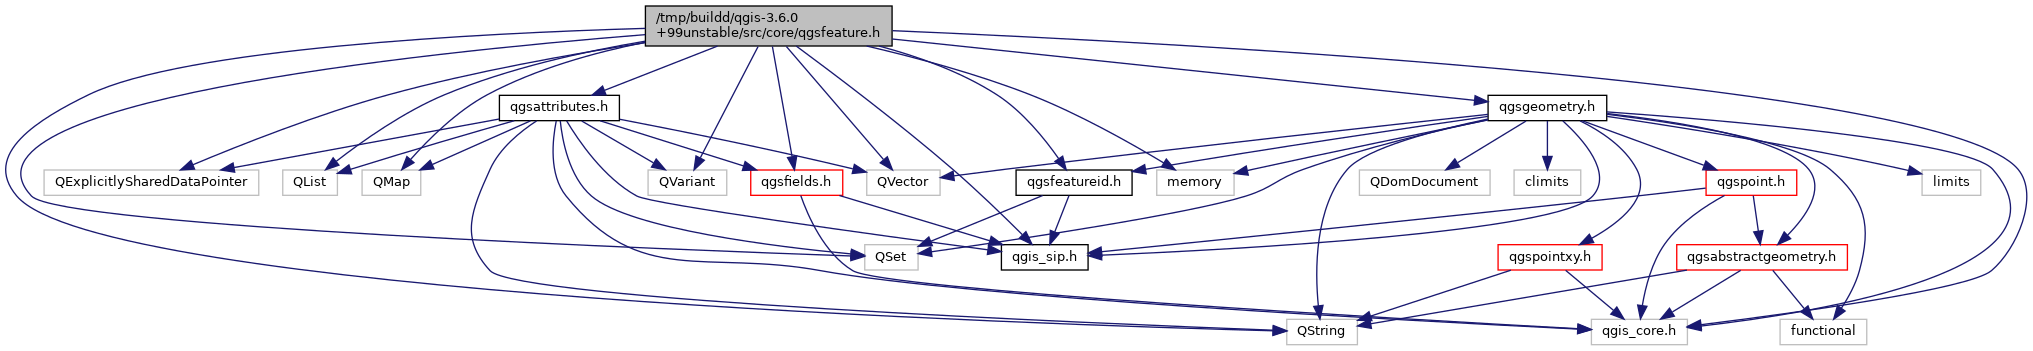 /tmp/buildd/qgis-3.6.0
+99unstable/src/core/qgsfeature.h
qgsattributes.h
qgsgeometry.h
QExplicitlySharedDataPointer
QList
QMap
QVariant
qgsfields.h
QVector
qgsfeatureid.h
memory
QDomDocument
climits
qgspoint.h
limits
QSet
qgis_sip.h
qgspointxy.h
qgsabstractgeometry.h
QString
qgis_core.h
functional